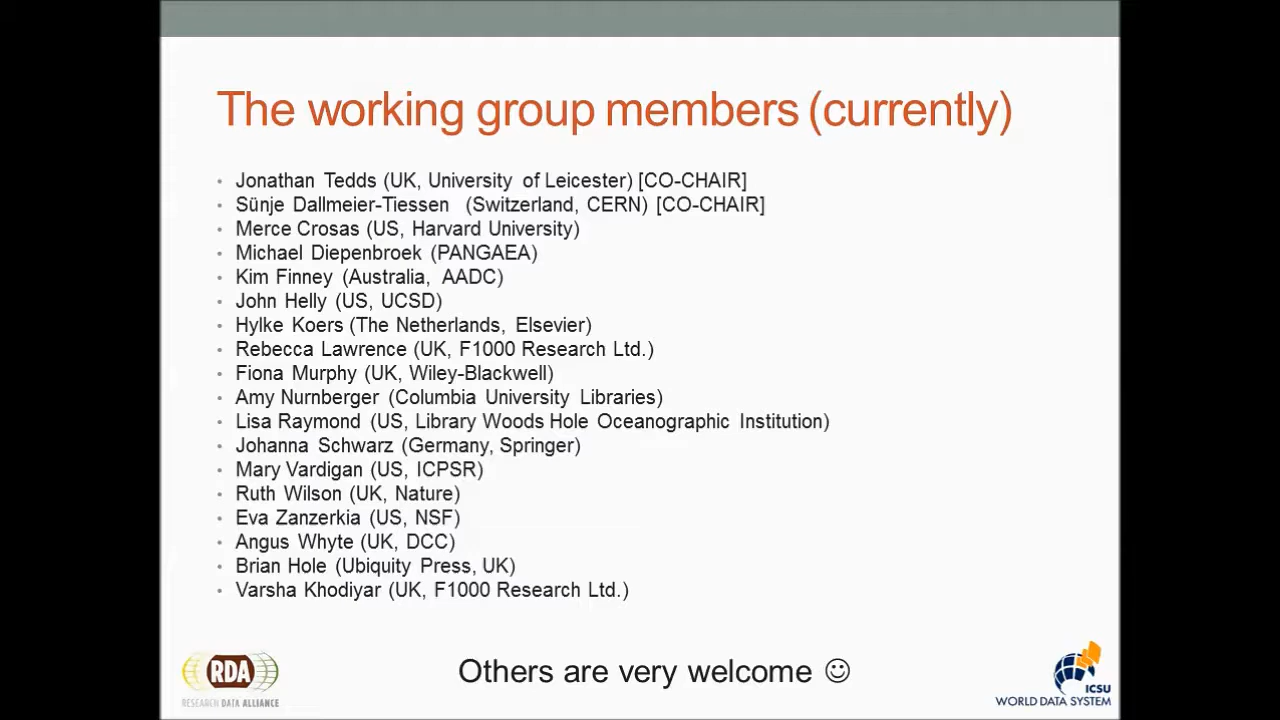 The working group members (currently)
• Jonathan Tedds (UK, University of Leicester) [CO-CHAIR]
• Sünje Dallmeier-Tiessen (Switzerland, CERN) [CO-CHAIR]
• Merce Crosas (US, Harvard University)
• Michael Diepenbroek (PANGAEA)
• Kim Finney (Australia, AADC)
• John Helly (US, UCSD)
• Hylke Koers (The Netherlands, Elsevier)
• Rebecca Lawrence (UK, F1000 Research Ltd.)
• Fiona Murphy (UK, Wiley-Blackwell)
• Amy Nurnberger (Columbia University Libraries)
• Lisa Raymond (US, Library Woods Hole Oceanographic Institution)
• Johanna Schwarz (Germany, Springer)
• Mary Vardigan (US, ICPSR)
• Ruth Wilson (UK, Nature)
• Eva Zanzerkia (US, NSF)
• Angus Whyte (UK, DCC)
• Brian Hole (Ubiquity Press, UK)
• Varsha Khodiyar (UK, F1000 Research Ltd.)
Others are very welcome ☺
RDA
RESEARCH DATA ALLIANCE
ICSU
WORLD DATA SYSTEM